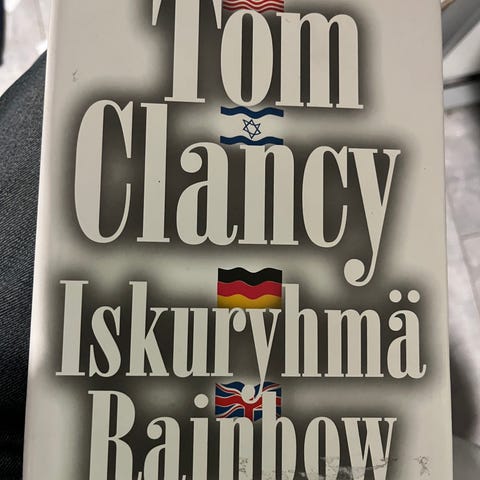 Tom
Clancy
Iskuryhmä
Rainbow